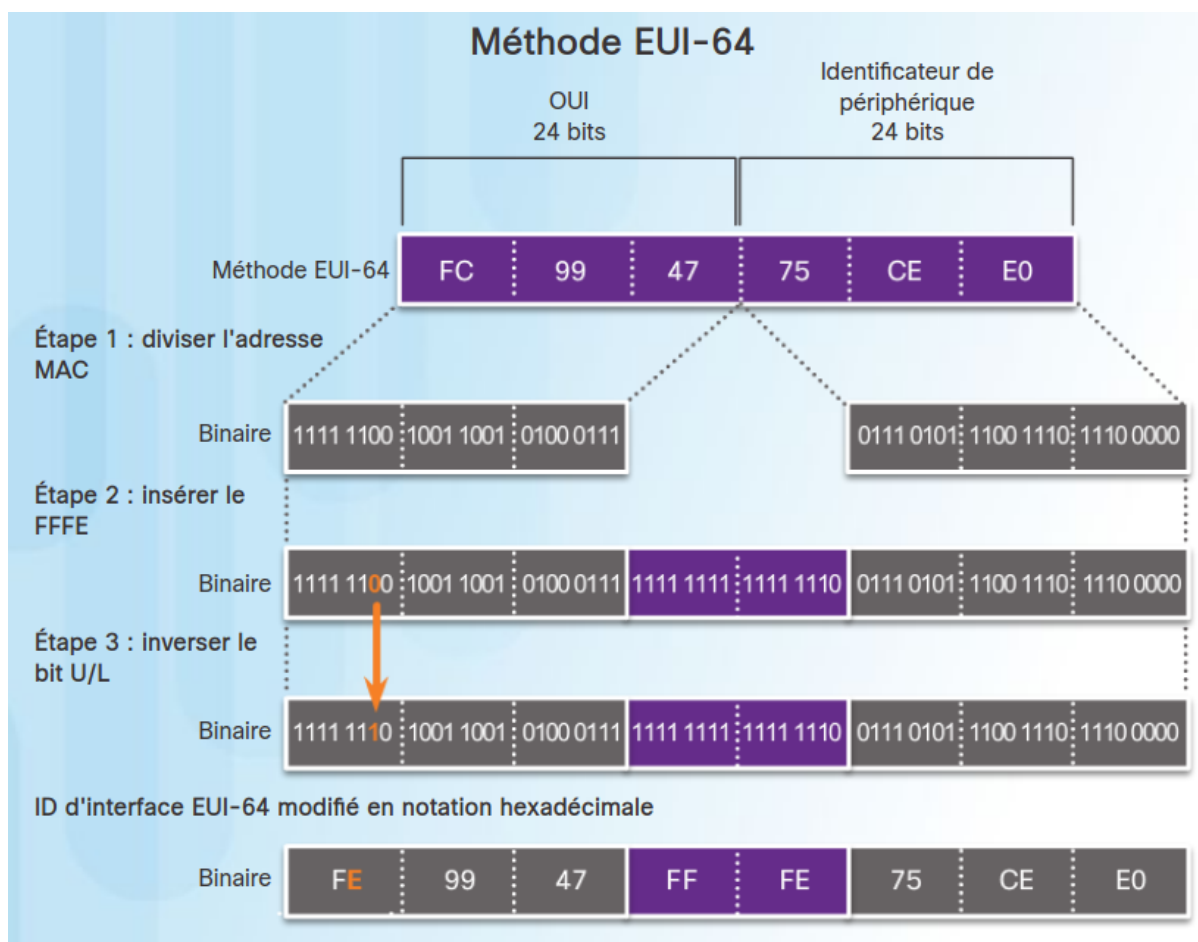 Méthode EUI-64
OUI
24 bits
Identificateur de
périphérique
24 bits
Méthode EUI-64 FC 99 47 75 CE E0
Étape 1 : diviser l'adresse
MAC
Binaire 1111 1100 1001 1001 0100 0111 0111 0101 1100 1110 1110 0000
Étape 2 : insérer le
FFFE
Binaire 1111 1100 1001 1001 0100 0111 1111 1111 1111 1110 0111 0101 1100 1110 1110 0000
Étape 3 : inverser le
bit U/L
Binaire 1111 1110 1001 1001 0100 0111 1111 1111 1111 1110 0111 0101 1100 1110 1110 0000
ID d'interface EUI-64 modifié en notation hexadécimale
Binaire FE 99 47 FF FE 75 CE E0